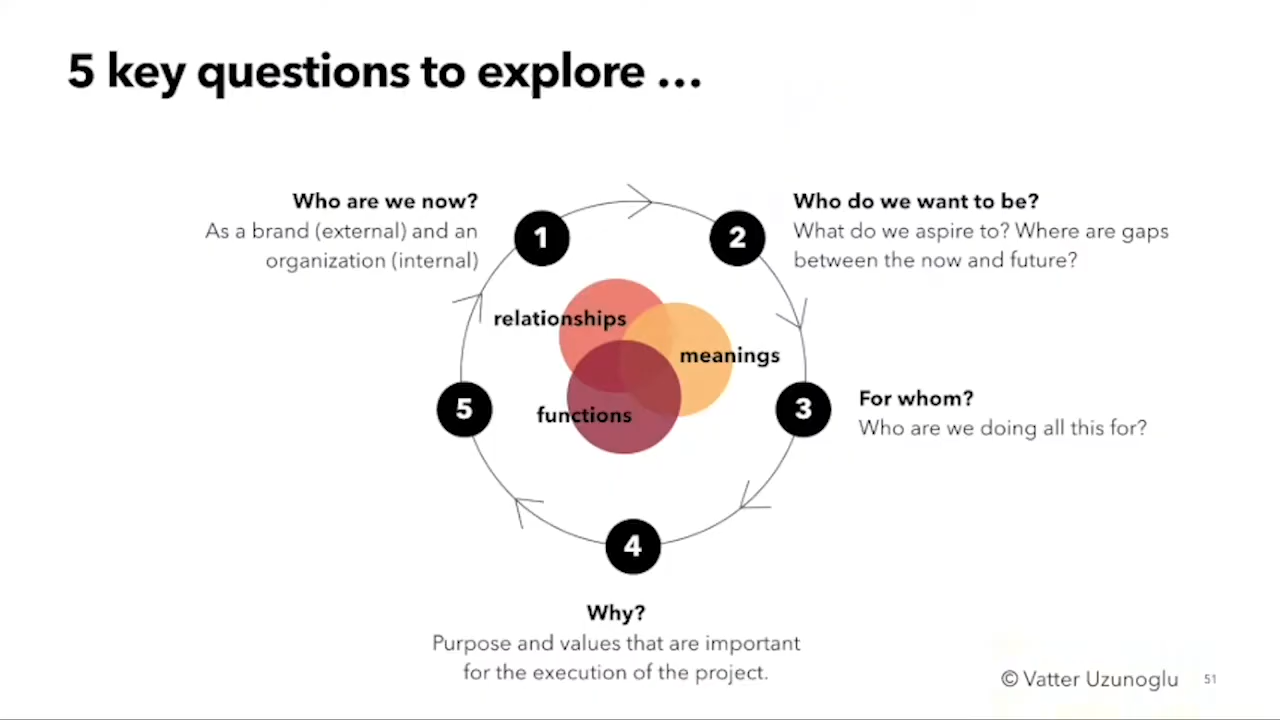 5 key questions to explore …
Who are we now?
As a brand (external) and an
organization (internal)
1
2
Who do we want to be?
What do we aspire to? Where are gaps
between the now and future?
relationships
meanings
functions
5
3
For whom?
Who are we doing all this for?
4
Why?
Purpose and values that are important
for the execution of the project.
© Vatter Uzunoglu
51